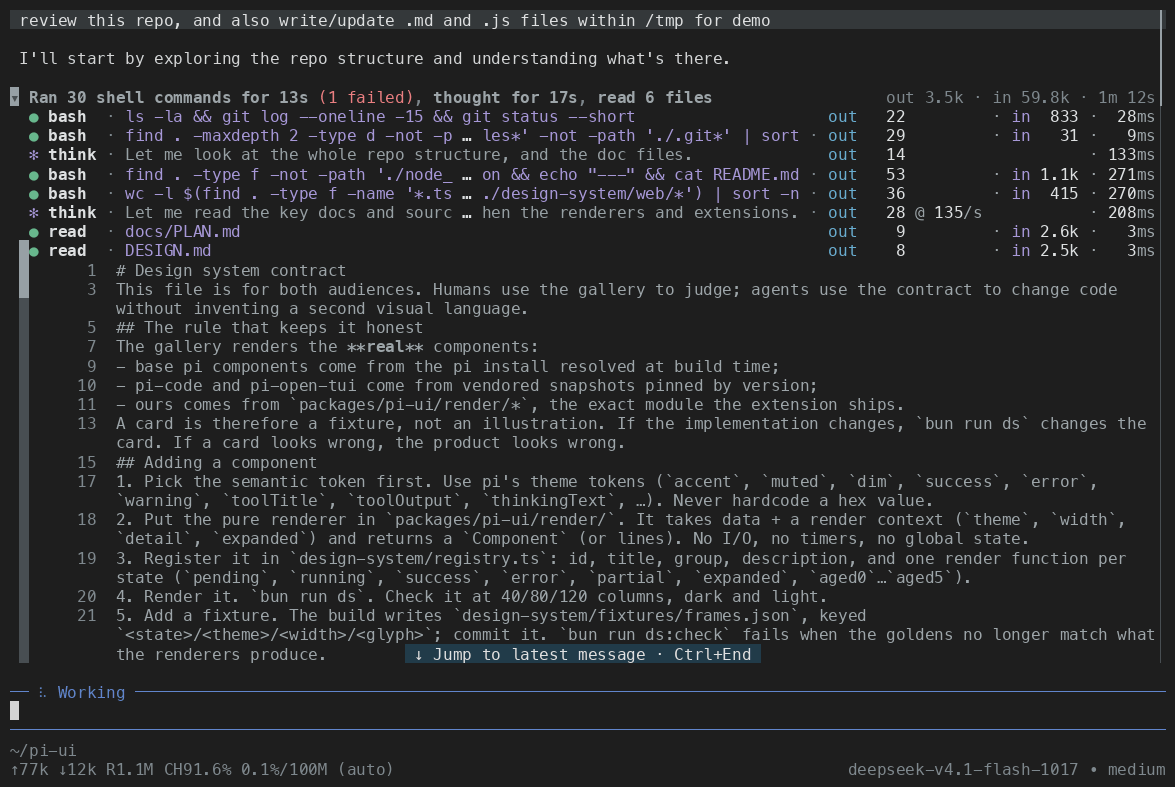 review this repo, and also write/update .md and .js files within /tmp for demo
I'll start by exploring the repo structure and understanding what's there.
▾ Ran 30 shell commands for 13s (1 failed), thought for 17s, read 6 files out 3.5k · in 59.8k · 1m 12s
● bash · ls -la && git log --oneline -15 && git status --short out 22 · in 833 · 28ms
● bash · find . -maxdepth 2 -type d -not -p … les*' -not -path './.git*' | sort · out 29 · in 31 · 9ms
✻ think · Let me look at the whole repo structure, and the doc files. out 14 · 133ms
● bash · find . -type f -not -path './node_ … on && echo "---" && cat README.md · out 53 · in 1.1k · 271ms
● bash · wc -l $(find . -type f -name '*.ts … ./design-system/web/*') | sort -n · out 36 · in 415 · 270ms
✻ think · Let me read the key docs and sourc … hen the renderers and extensions. · out 28 @ 135/s · 208ms
● read · docs/PLAN.md out 9 · in 2.6k · 3ms
● read · DESIGN.md out 8 · in 2.5k · 3ms
1 # Design system contract
3 This file is for both audiences. Humans use the gallery to judge; agents use the contract to change code
without inventing a second visual language.
5 ## The rule that keeps it honest
7 The gallery renders the **real** components:
9 - base pi components come from the pi install resolved at build time;
10 - pi-code and pi-open-tui come from vendored snapshots pinned by version;
11 - ours comes from `packages/pi-ui/render/*`, the exact module the extension ships.
13 A card is therefore a fixture, not an illustration. If the implementation changes, `bun run ds` changes the
card. If a card looks wrong, the product looks wrong.
15 ## Adding a component
17 1. Pick the semantic token first. Use pi's theme tokens (`accent`, `muted`, `dim`, `success`, `error`,
`warning`, `toolTitle`, `toolOutput`, `thinkingText`, …). Never hardcode a hex value.
18 2. Put the pure renderer in `packages/pi-ui/render/`. It takes data + a render context (`theme`, `width`,
`detail`, `expanded`) and returns a `Component` (or lines). No I/O, no timers, no global state.
19 3. Register it in `design-system/registry.ts`: id, title, group, description, and one render function per
state (`pending`, `running`, `success`, `error`, `partial`, `expanded`, `aged0`…`aged5`).
20 4. Render it. `bun run ds`. Check it at 40/80/120 columns, dark and light.
21 5. Add a fixture. The build writes `design-system/fixtures/frames.json`, keyed
`<state>/<theme>/<width>/<glyph>`; commit it. `bun run ds:check` fails when the goldens no longer match what
the renderers produce. ↓ Jump to latest message · Ctrl+End
Working
~/pi-ui
↑77k ↓12k R1.1M CH91.6% 0.1%/100M (auto) deepseek-v4.1-flash-1017 • medium